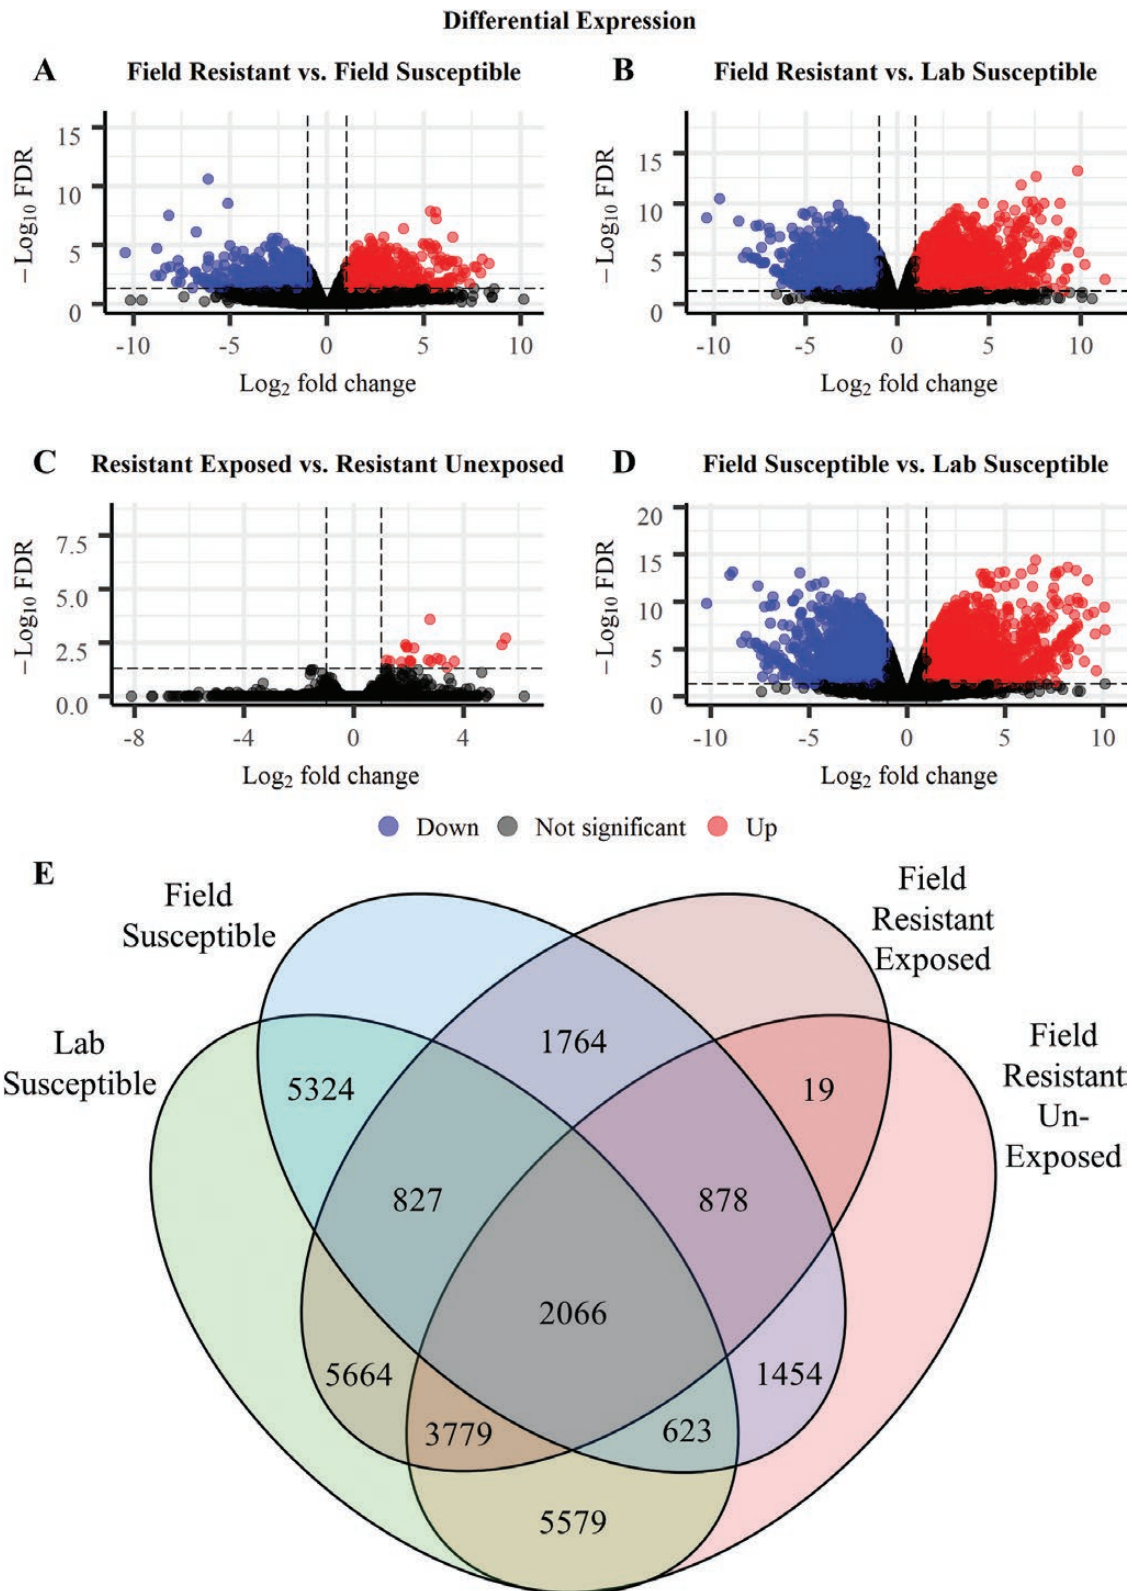 Differential Expression
A Field Resistant vs. Field Susceptible
15
10
5
0
−Log10 FDR
-10 -5 0 5 10
Log2 fold change
B Field Resistant vs. Lab Susceptible
15
10
5
0
−Log10 FDR
-10 -5 0 5 10
Log2 fold change
C Resistant Exposed vs. Resistant Unexposed
7.5
5.0
2.5
0.0
−Log10 FDR
-8 -4 0 4
Log2 fold change
D Field Susceptible vs. Lab Susceptible
20
15
10
5
0
−Log10 FDR
-10 -5 0 5 10
Log2 fold change
Down Not significant Up
E
Field
Susceptible
Field
Resistant
Exposed
Lab
Susceptible
Field
Resistant
Un-
Exposed
1764
5324
19
827
878
2066
5664
1454
3779
623
5579